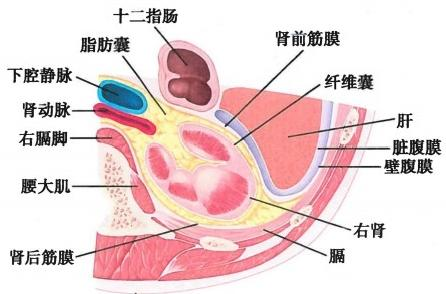 十二指肠
脂肪囊
肾前筋膜
下腔静脉
纤维囊
肾动脉
肝
右膈脚
脏腹膜
壁腹膜
腰大肌
右肾
肾后筋膜
膈